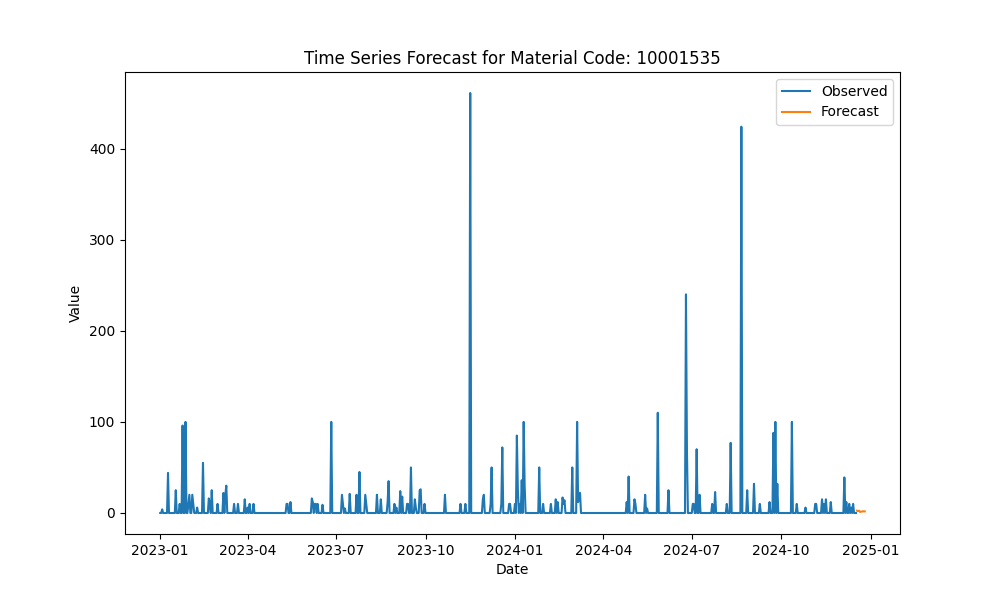 Time Series Forecast for Material Code: 10001535
Observed
Forecast
Value
400
300
200
100
0
2023-01 2023-04 2023-07 2023-10 2024-01 2024-04 2024-07 2024-10 2025-01
Date